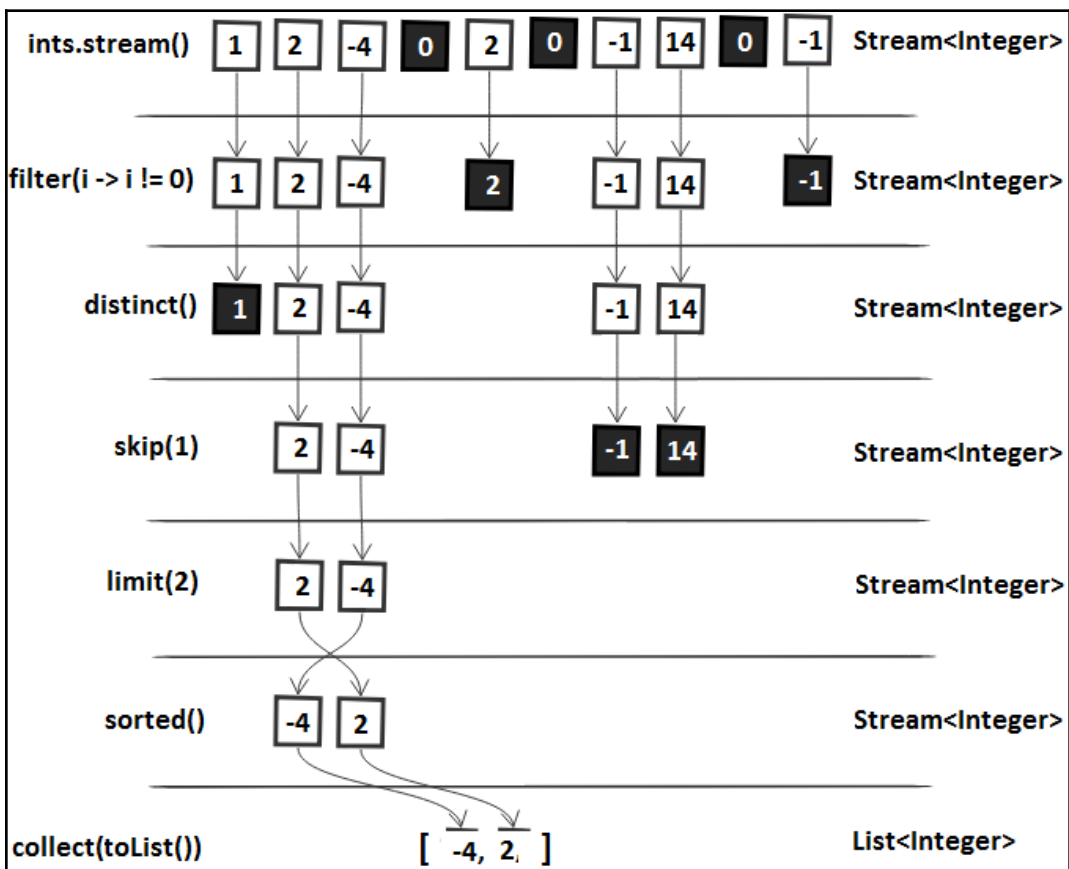 ints.stream() 1 2 -4 0 2 0 -1 14 0 -1 Stream<Integer>
filter(i -> i != 0) 1 2 -4 2 -1 14 -1 Stream<Integer>
distinct() 1 2 -4 -1 14 Stream<Integer>
skip(1) 2 -4 -1 14 Stream<Integer>
limit(2) 2 -4 Stream<Integer>
sorted() -4 2 Stream<Integer>
collect(toList()) [ -4, 2, ] List<Integer>